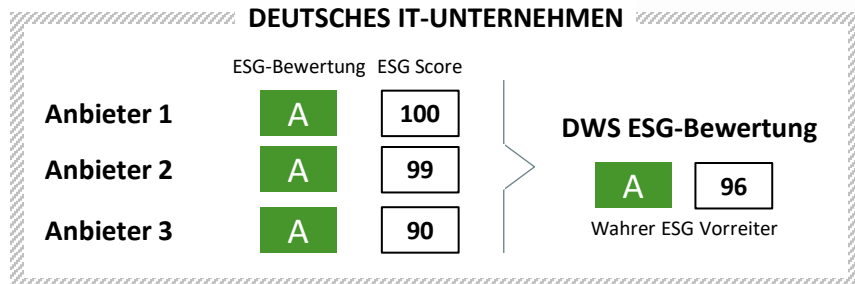 DEUTSCHES IT-UNTERNEHMEN
ESG-Bewertung ESG Score
Anbieter 1 A 100
Anbieter 2 A 99
Anbieter 3 A 90
DWS ESG-Bewertung
A 96
Wahrer ESG Vorreiter